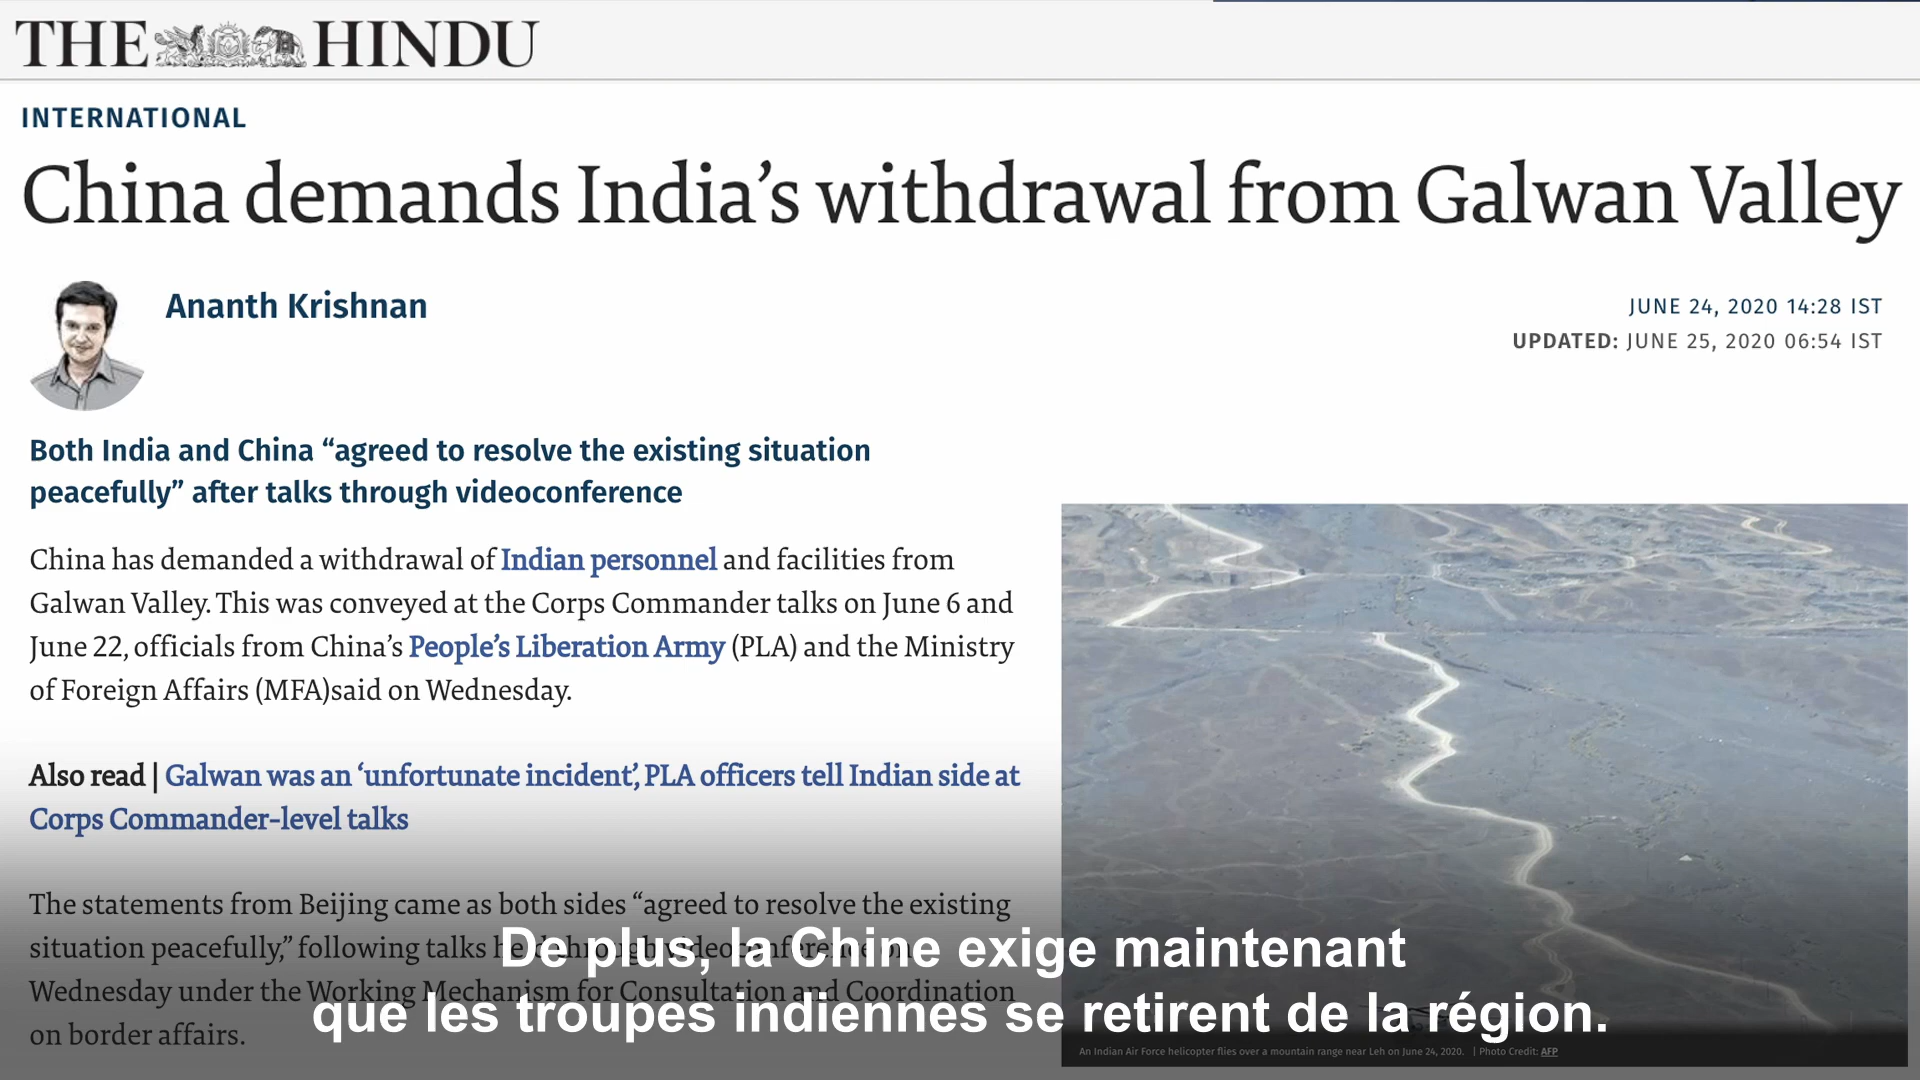 THE HINDU
INTERNATIONAL
China demands India’s withdrawal from Galwan Valley
Ananth Krishnan
JUNE 24, 2020 14:28 IST
UPDATED: JUNE 25, 2020 06:54 IST
Both India and China “agreed to resolve the existing situation
peacefully” after talks through videoconference
China has demanded a withdrawal of Indian personnel and facilities from
Galwan Valley. This was conveyed at the Corps Commander talks on June 6 and
June 22, officials from China’s People’s Liberation Army (PLA) and the Ministry
of Foreign Affairs (MFA)said on Wednesday.
Also read | Galwan was an ‘unfortunate incident’, PLA officers tell Indian side at
Corps Commander-level talks
The statements from Beijing came as both sides “agreed to resolve the existing
situation peacefully,” following talks held through videoconference on
Wednesday under the Working Mechanism for Consultation and Coordination
on border affairs.
An Indian Air Force helicopter flies over a mountain range near Leh on June 24, 2020. | Photo Credit: AFP
De plus, la Chine exige maintenant
que les troupes indiennes se retirent de la région.